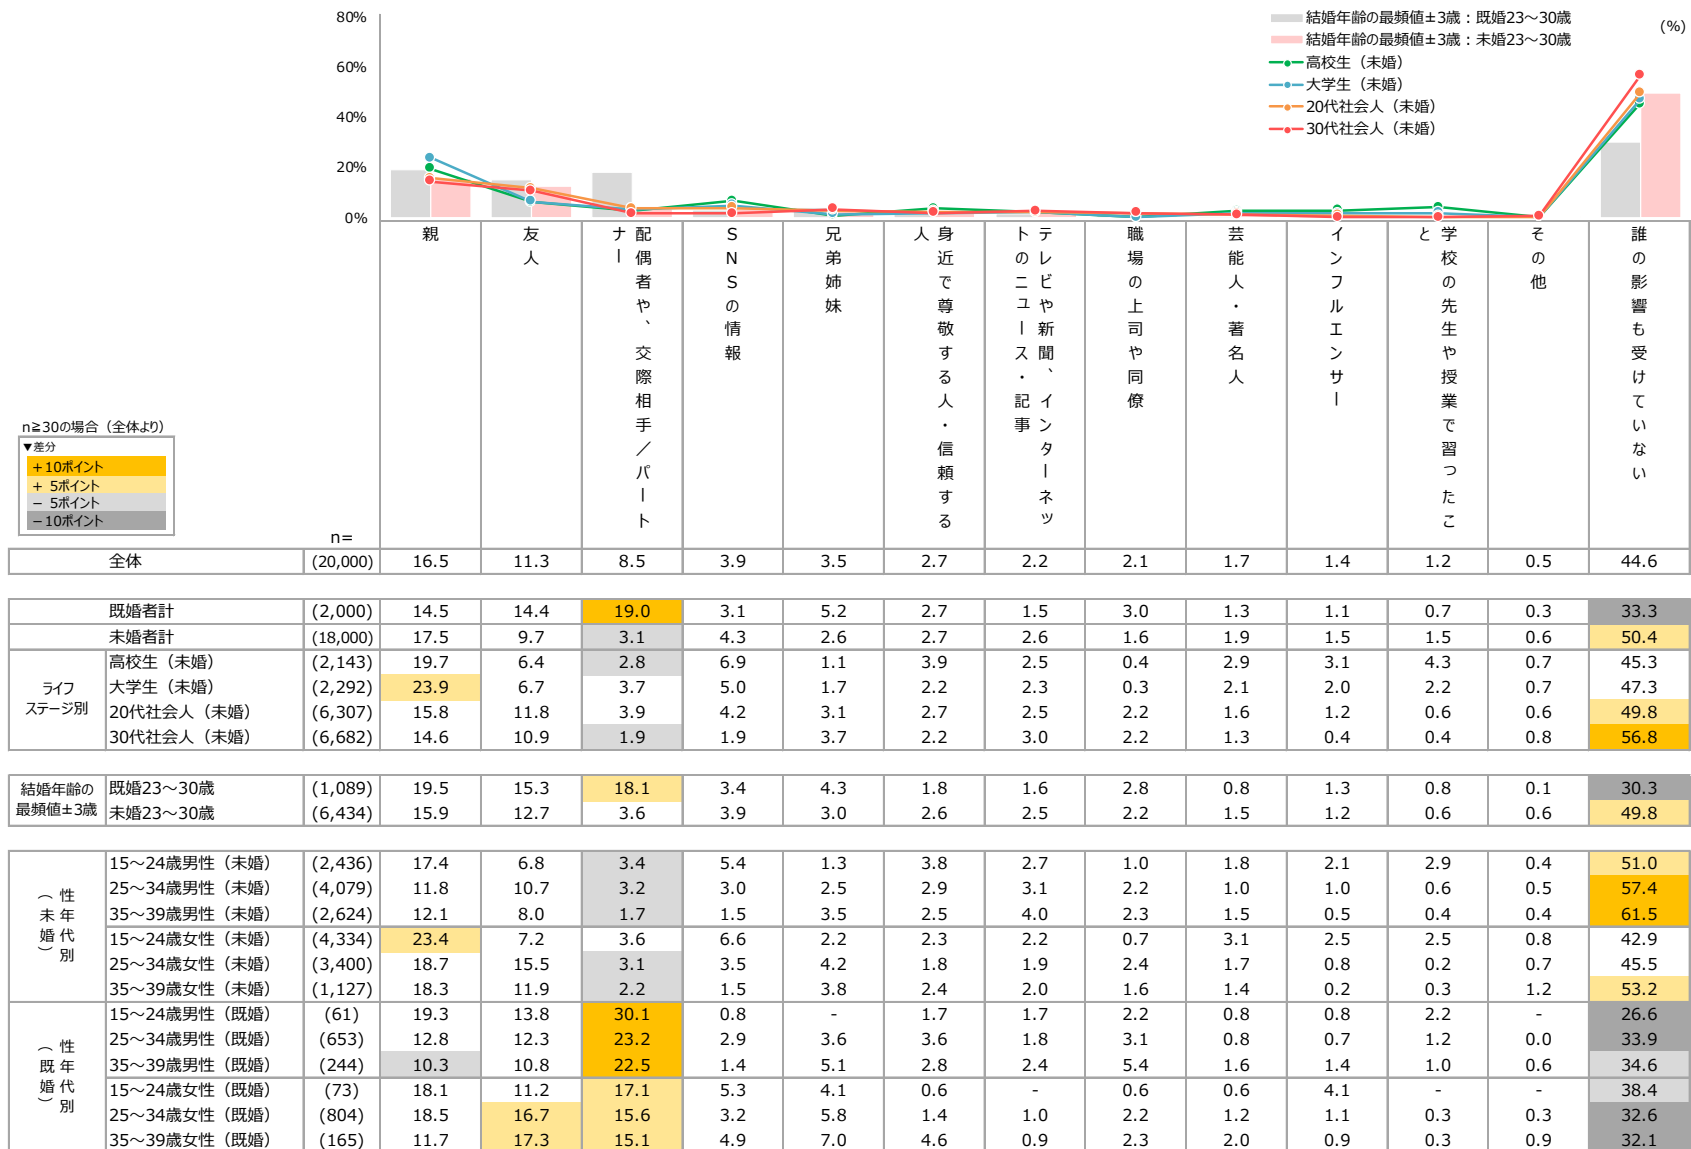 80%
60%
40%
20%
0%
結婚年齢の最頻値±3歳：既婚23～30歳
結婚年齢の最頻値±3歳：未婚23～30歳
高校生（未婚）
大学生（未婚）
20代社会人（未婚）
30代社会人（未婚）
(%)
親
友人
配偶者や、交際相手／パートナー
SNSの情報
兄弟姉妹
身近で尊敬する人・信頼する人
テレビや新聞、インターネットのニュース・記事
職場の上司や同僚
芸能人・著名人
インフルエンサー
学校の先生や授業で習ったこと
その他
誰の影響も受けていない
n≧30の場合（全体より）
▼差分
＋10ポイント
＋ 5ポイント
－ 5ポイント
－10ポイント
n=
全体 (20,000) 16.5 11.3 8.5 3.9 3.5 2.7 2.2 2.1 1.7 1.4 1.2 0.5 44.6
既婚者計 (2,000) 14.5 14.4 19.0 3.1 5.2 2.7 1.5 3.0 1.3 1.1 0.7 0.3 33.3
未婚者計 (18,000) 17.5 9.7 3.1 4.3 2.6 2.7 2.6 1.6 1.9 1.5 1.5 0.6 50.4
ライフステージ別
高校生（未婚） (2,143) 19.7 6.4 2.8 6.9 1.1 3.9 2.5 0.4 2.9 3.1 4.3 0.7 45.3
大学生（未婚） (2,292) 23.9 6.7 3.7 5.0 1.7 2.2 2.3 0.3 2.1 2.0 2.2 0.7 47.3
20代社会人（未婚） (6,307) 15.8 11.8 3.9 4.2 3.1 2.7 2.5 2.2 1.6 1.2 0.6 0.6 49.8
30代社会人（未婚） (6,682) 14.6 10.9 1.9 1.9 3.7 2.2 3.0 2.2 1.3 0.4 0.4 0.8 56.8
結婚年齢の最頻値±3歳
既婚23～30歳 (1,089) 19.5 15.3 18.1 3.4 4.3 1.8 1.6 2.8 0.8 1.3 0.8 0.1 30.3
未婚23～30歳 (6,434) 15.9 12.7 3.6 3.9 3.0 2.6 2.5 2.2 1.5 1.2 0.6 0.6 49.8
性年代別（未婚）
15～24歳男性（未婚） (2,436) 17.4 6.8 3.4 5.4 1.3 3.8 2.7 1.0 1.8 2.1 2.9 0.4 51.0
25～34歳男性（未婚） (4,079) 11.8 10.7 3.2 3.0 2.5 2.9 3.1 2.2 1.0 1.0 0.6 0.5 57.4
35～39歳男性（未婚） (2,624) 12.1 8.0 1.7 1.5 3.5 2.5 4.0 2.3 1.5 0.5 0.4 0.4 61.5
15～24歳女性（未婚） (4,334) 23.4 7.2 3.6 6.6 2.2 2.3 2.2 0.7 3.1 2.5 2.5 0.8 42.9
25～34歳女性（未婚） (3,400) 18.7 15.5 3.1 3.5 4.2 1.8 1.9 2.4 1.7 0.8 0.2 0.7 45.5
35～39歳女性（未婚） (1,127) 18.3 11.9 2.2 1.5 3.8 2.4 2.0 1.6 1.4 0.2 0.3 1.2 53.2
性年代別（既婚）
15～24歳男性（既婚） (61) 19.3 13.8 30.1 0.8 - 1.7 1.7 2.2 0.8 0.8 2.2 - 26.6
25～34歳男性（既婚） (653) 12.8 12.3 23.2 2.9 3.6 3.6 1.8 3.1 0.8 0.7 1.2 0.0 33.9
35～39歳男性（既婚） (244) 10.3 10.8 22.5 1.4 5.1 2.8 2.4 5.4 1.6 1.4 1.0 0.6 34.6
15～24歳女性（既婚） (73) 18.1 11.2 17.1 5.3 4.1 0.6 - 0.6 0.6 4.1 - - 38.4
25～34歳女性（既婚） (804) 18.5 16.7 15.6 3.2 5.8 1.4 1.0 2.2 1.2 1.1 0.3 0.3 32.6
35～39歳女性（既婚） (165) 11.7 17.3 15.1 4.9 7.0 4.6 0.9 2.3 2.0 0.9 0.3 0.9 32.1